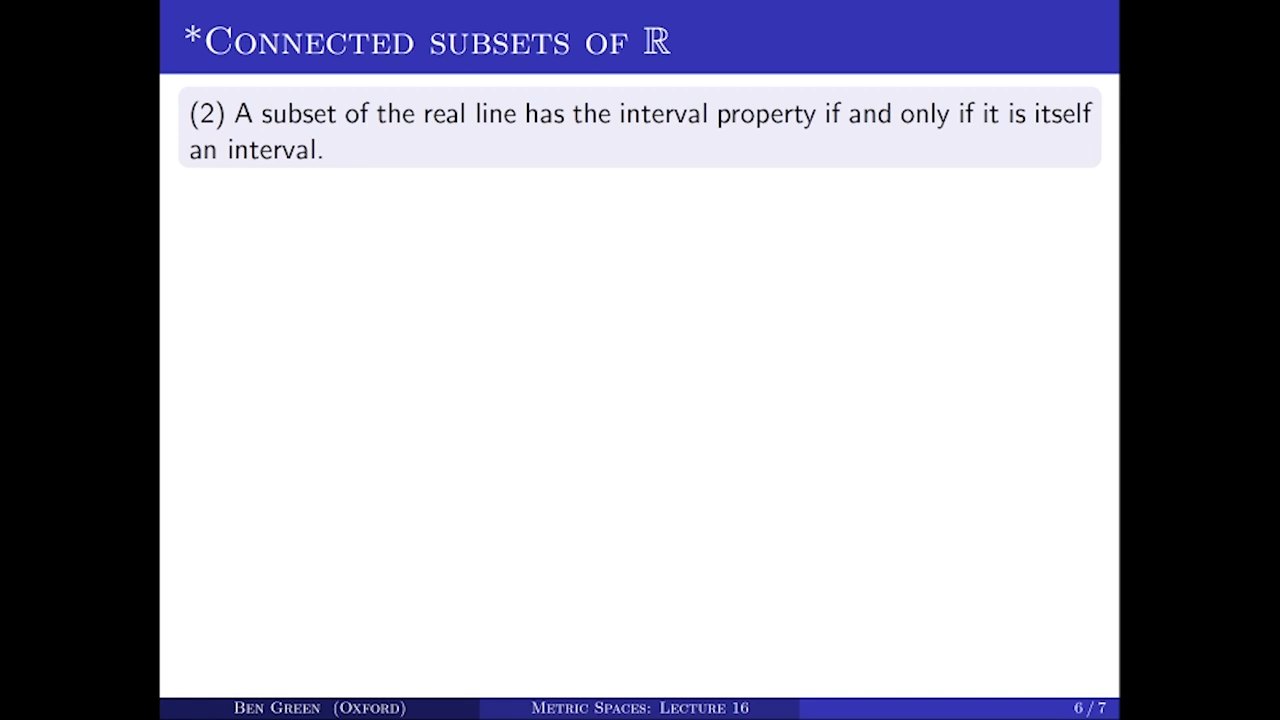 *Connected subsets of ℝ
(2) A subset of the real line has the interval property if and only if it is itself
an interval.
Ben Green (Oxford) Metric Spaces: Lecture 16 6 / 7